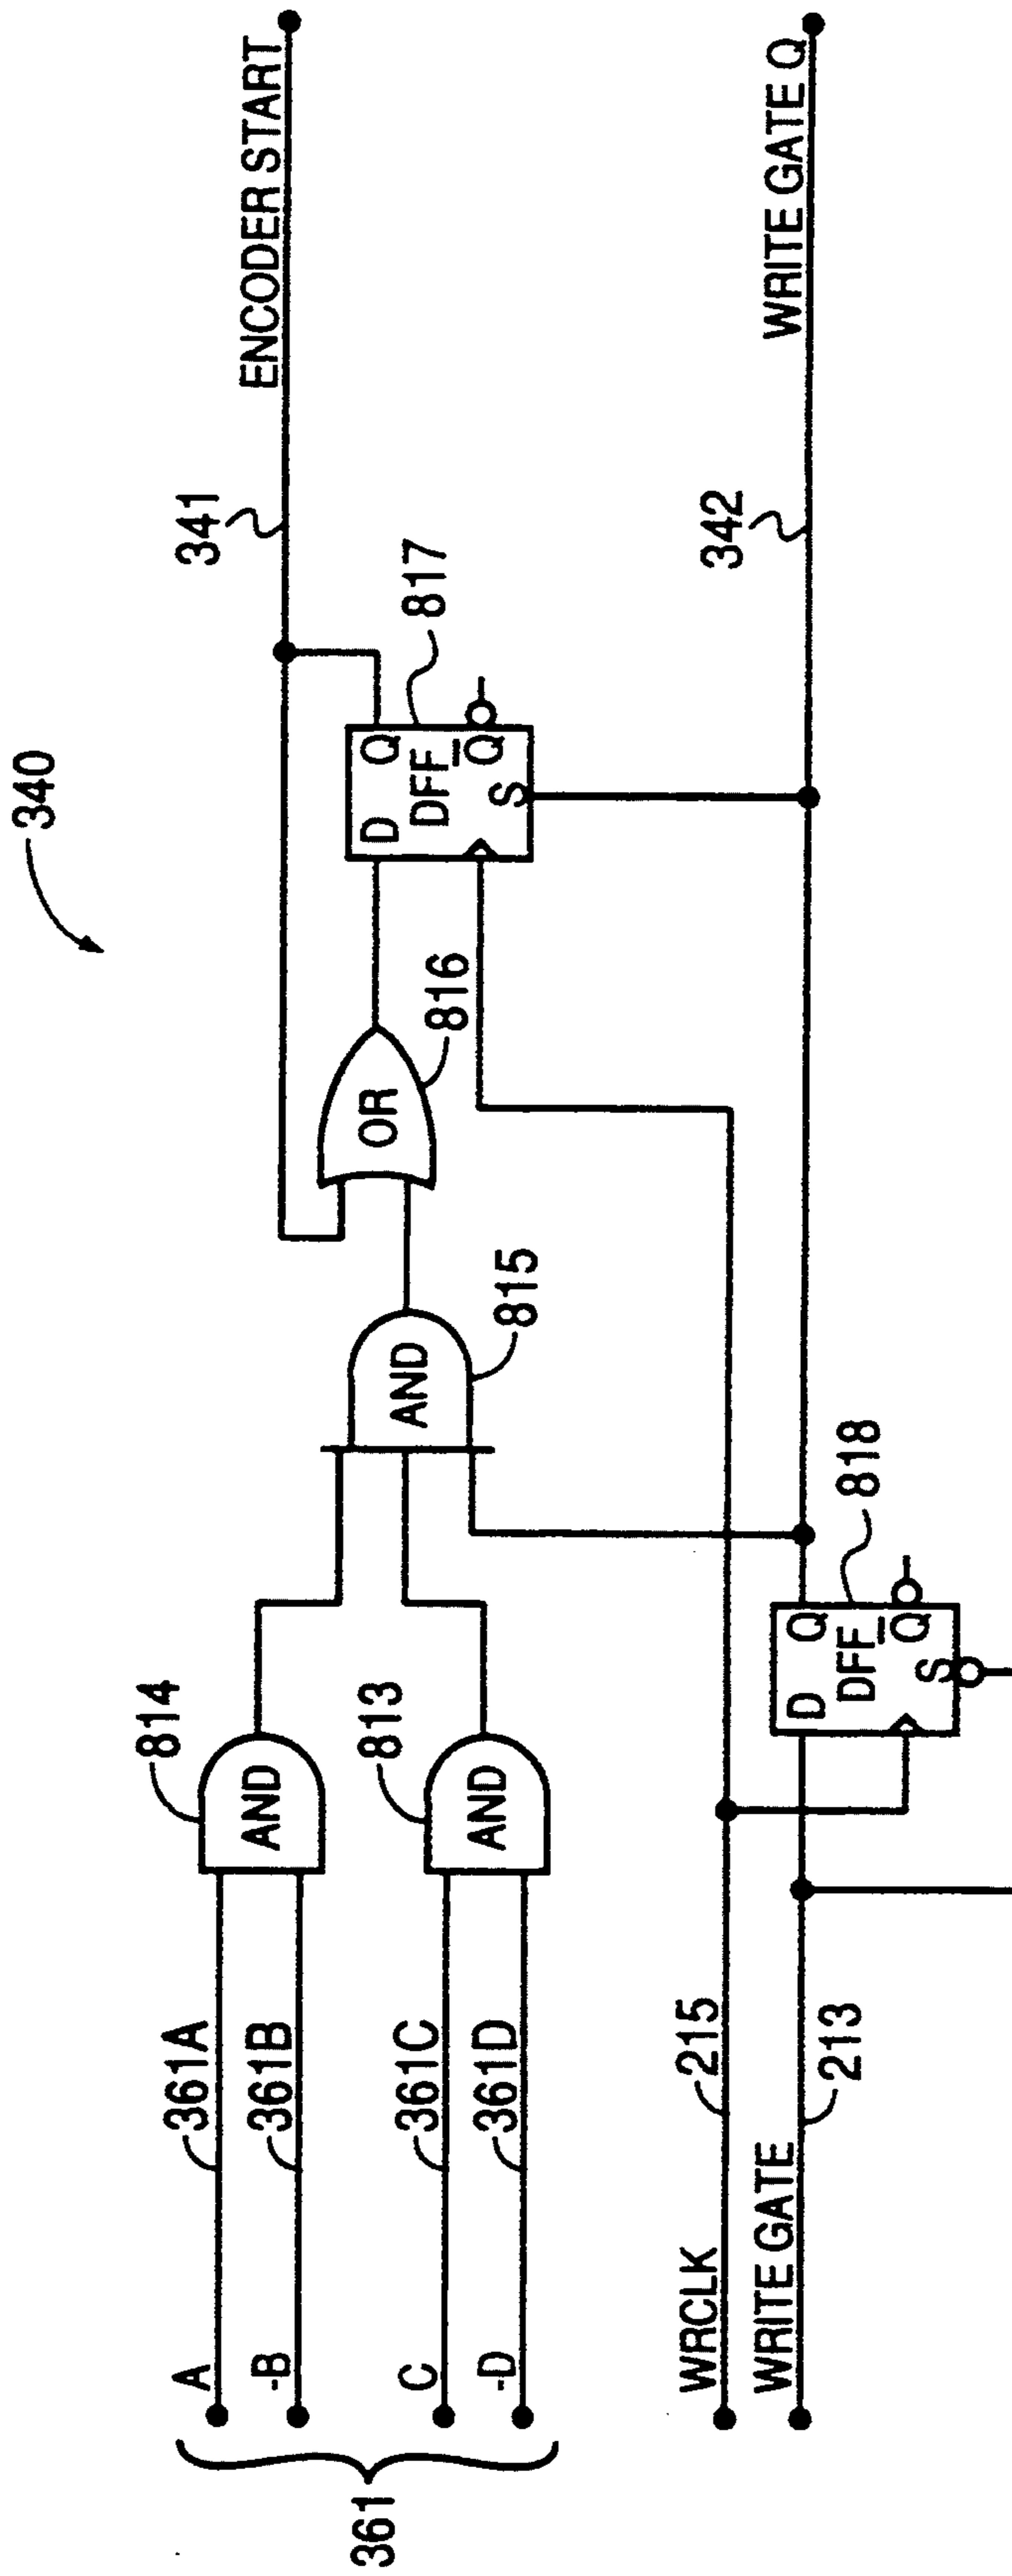 340
341
ENCODER START
342
WRITE GATE Q
361
A
361A
-B
361B
C
361C
-D
361D
814
AND
813
AND
AND
815
OR
816
D
Q
DFF
Q
S
817
WRCLK
215
WRITE GATE
213
D
Q
DFF
Q
S
818